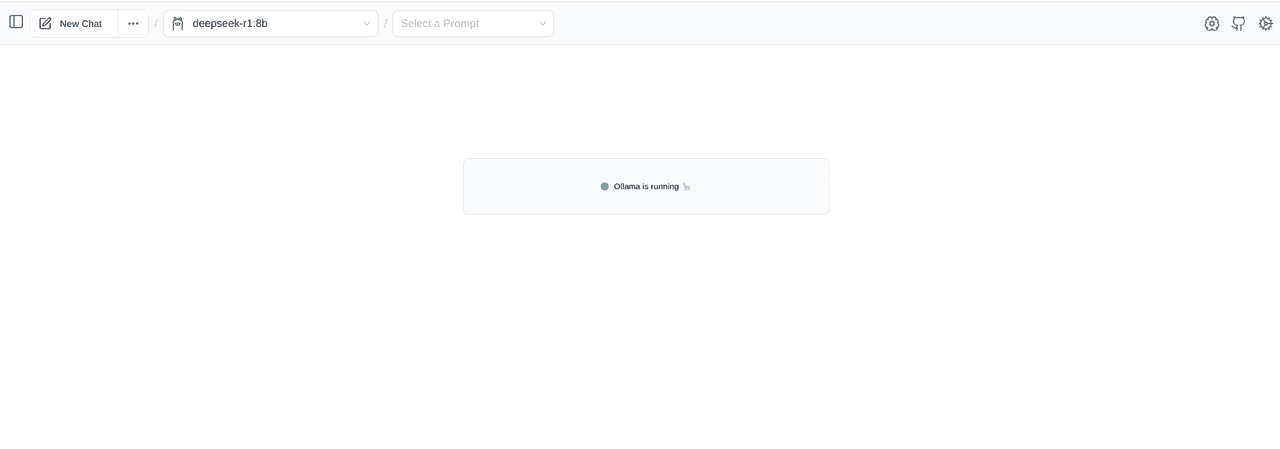 New Chat ··· / deepseek-r1:8b / Select a Prompt
Ollama is running 🦙